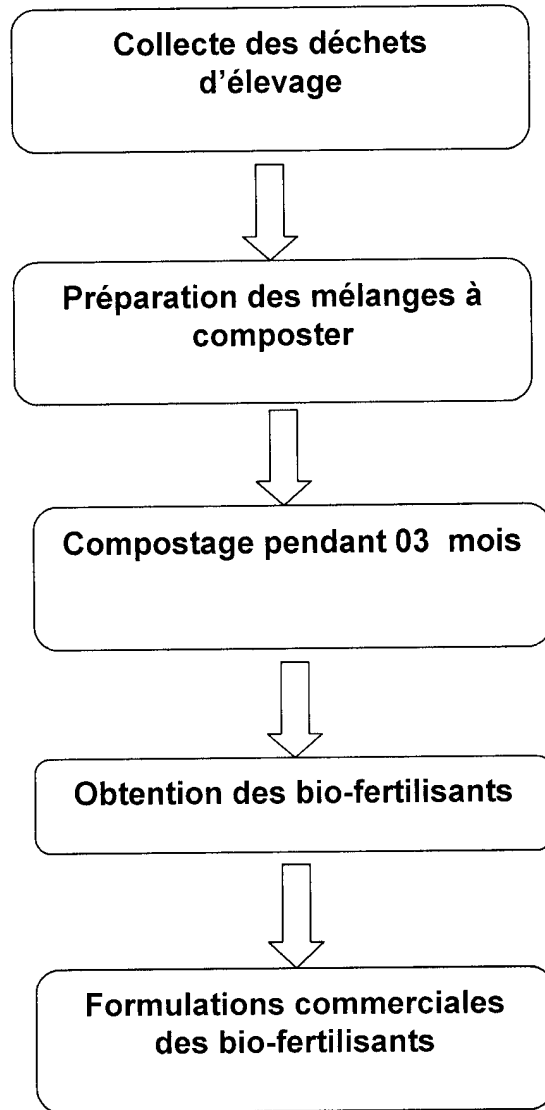 Collecte des déchets
d'élevage
Préparation des mélanges à
composter
Compostage pendant 03 mois
Obtention des bio-fertilisants
Formulations commerciales
des bio-fertilisants